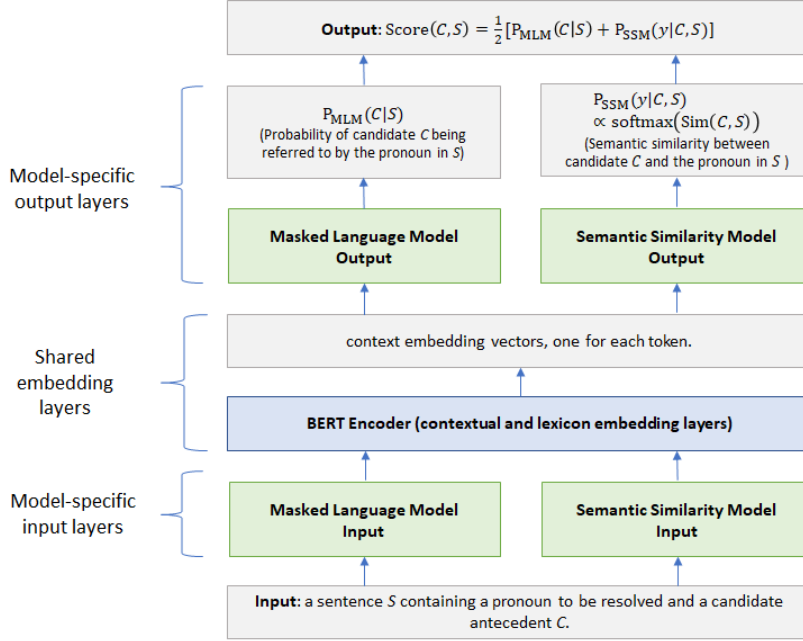 Output: Score(C, S) = 1/2 [P_MLM(C|S) + P_SSM(y|C, S)]
Model-specific
output layers
P_MLM(C|S)
(Probability of candidate C being
referred to by the pronoun in S)
P_SSM(y|C, S)
∝ softmax(Sim(C, S))
(Semantic similarity between
candidate C and the pronoun in S )
Masked Language Model
Output
Semantic Similarity Model
Output
Shared
embedding
layers
context embedding vectors, one for each token.
BERT Encoder (contextual and lexicon embedding layers)
Model-specific
input layers
Masked Language Model
Input
Semantic Similarity Model
Input
Input: a sentence S containing a pronoun to be resolved and a candidate
antecedent C.